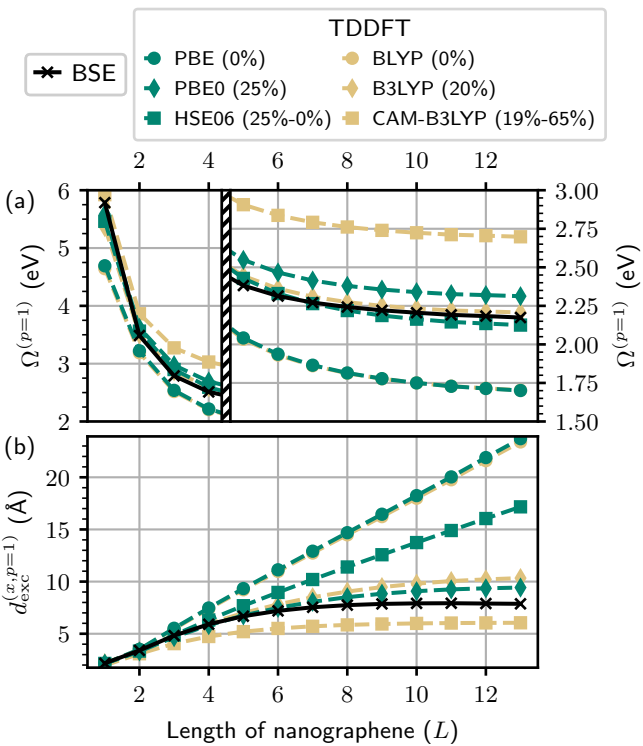 TDDFT
BSE
PBE (0%)
BLYP (0%)
PBE0 (25%)
B3LYP (20%)
HSE06 (25%-0%)
CAM-B3LYP (19%-65%)
2 4 6 8 10 12
(a)
6
5
4
3
2
Ω^{(p=1)} (eV)
3.00
2.75
2.50
2.25
2.00
1.75
1.50
Ω^{(p=1)} (eV)
(b)
20
15
10
5
d_{exc}^{(x,p=1)} (Å)
2 4 6 8 10 12
Length of nanographene (L)